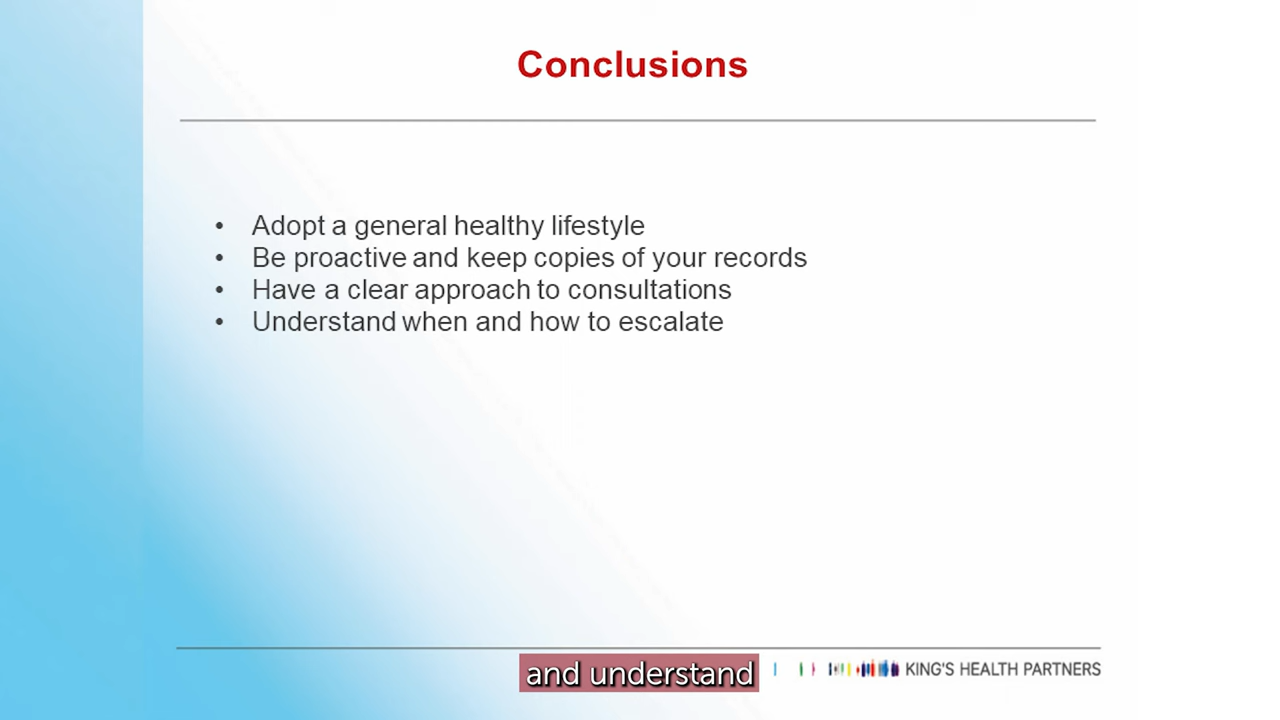 Conclusions
• Adopt a general healthy lifestyle
• Be proactive and keep copies of your records
• Have a clear approach to consultations
• Understand when and how to escalate
and understand
KING'S HEALTH PARTNERS